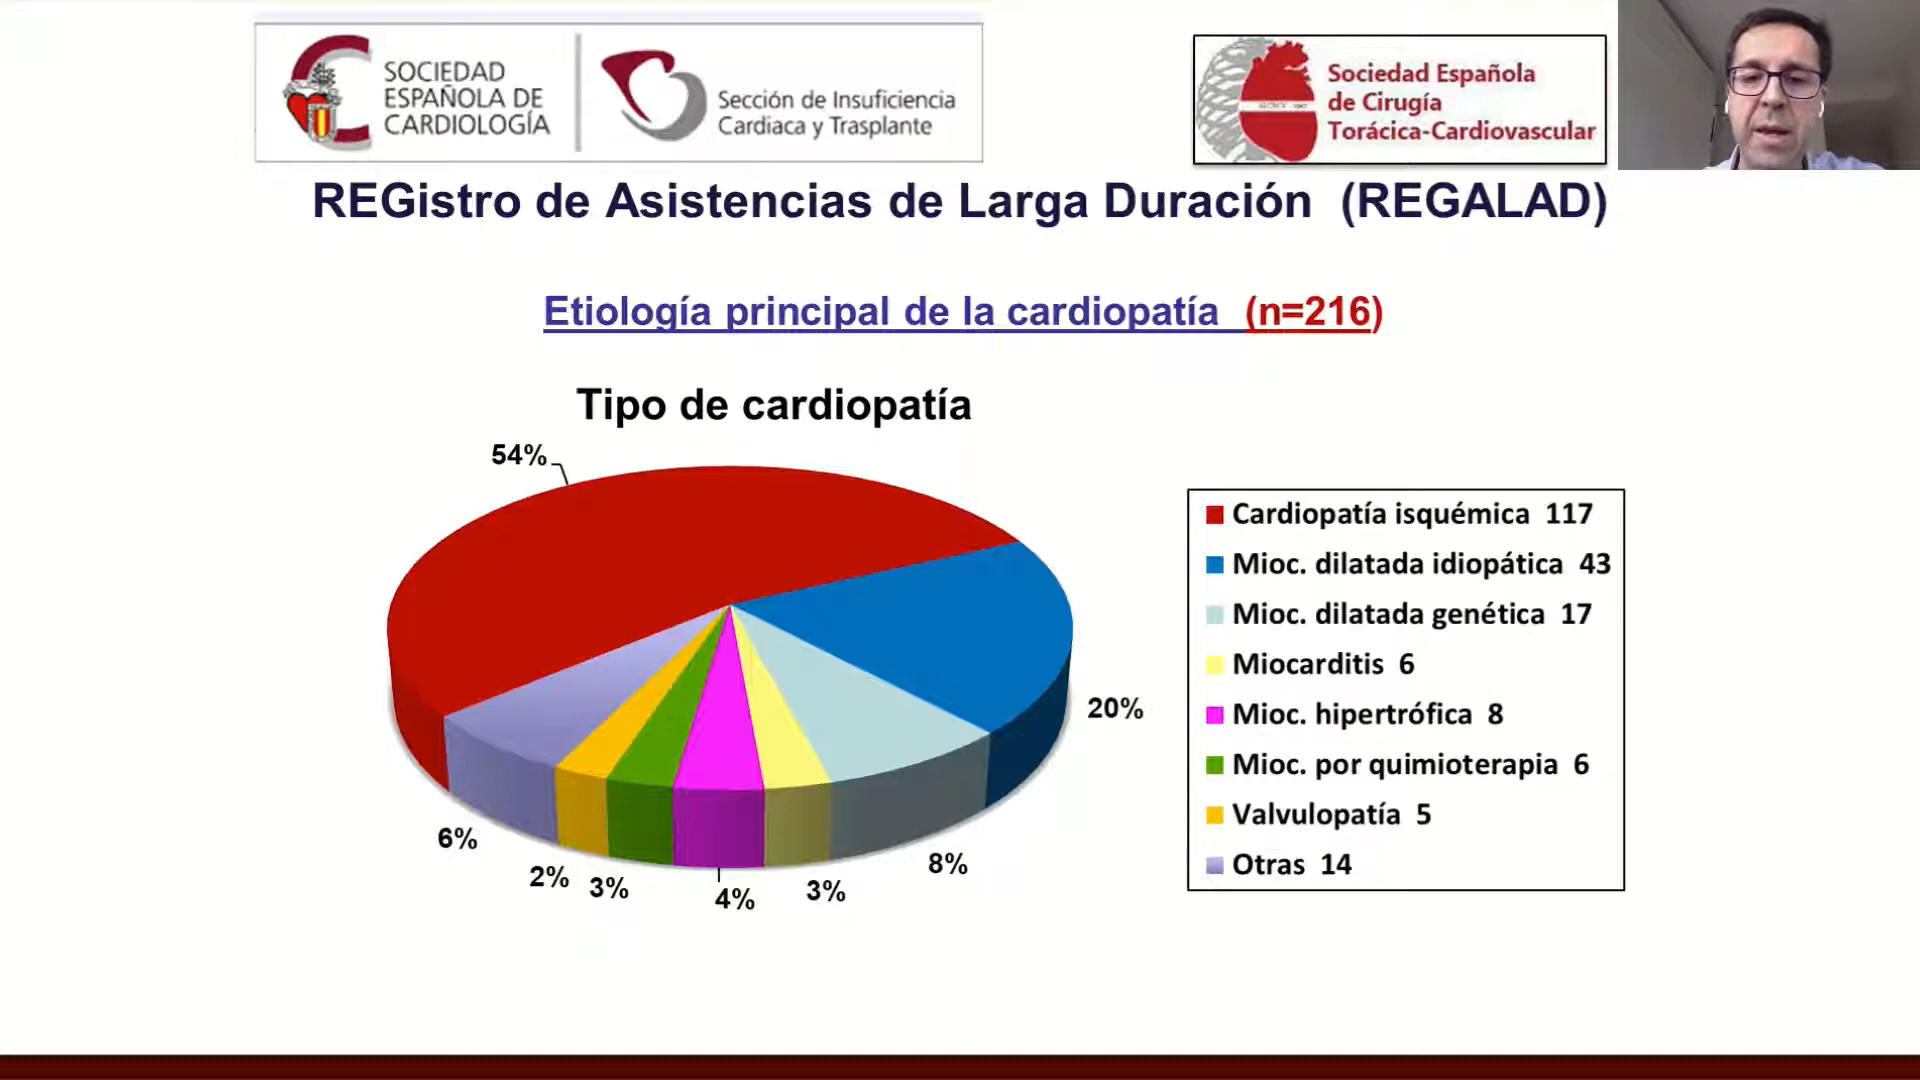 SOCIEDAD
ESPAÑOLA DE
CARDIOLOGÍA
Sección de Insuficiencia
Cardiaca y Trasplante
Sociedad Española
de Cirugía
Torácica-Cardiovascular
REGistro de Asistencias de Larga Duración (REGALAD)
Etiología principal de la cardiopatía (n=216)
Tipo de cardiopatía
54%
20%
8%
3%
4%
3%
2%
6%
Cardiopatía isquémica 117
Mioc. dilatada idiopática 43
Mioc. dilatada genética 17
Miocarditis 6
Mioc. hipertrófica 8
Mioc. por quimioterapia 6
Valvulopatía 5
Otras 14